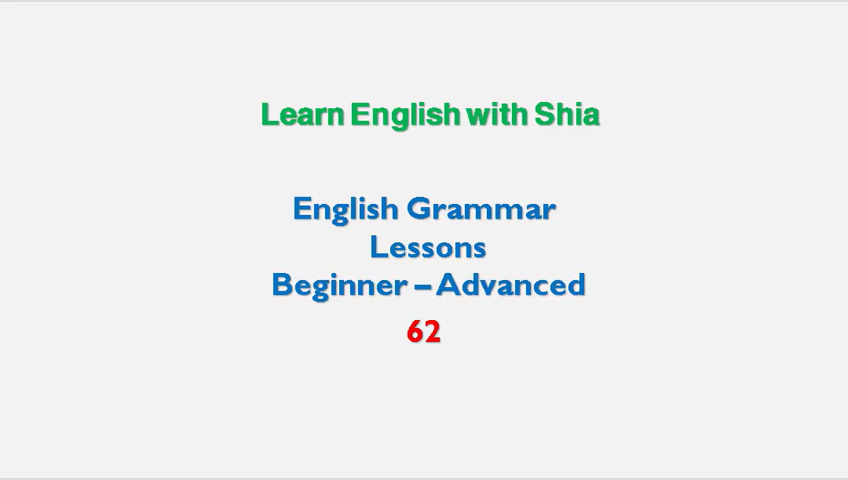 Learn English with Shia
English Grammar
Lessons
Beginner – Advanced
62